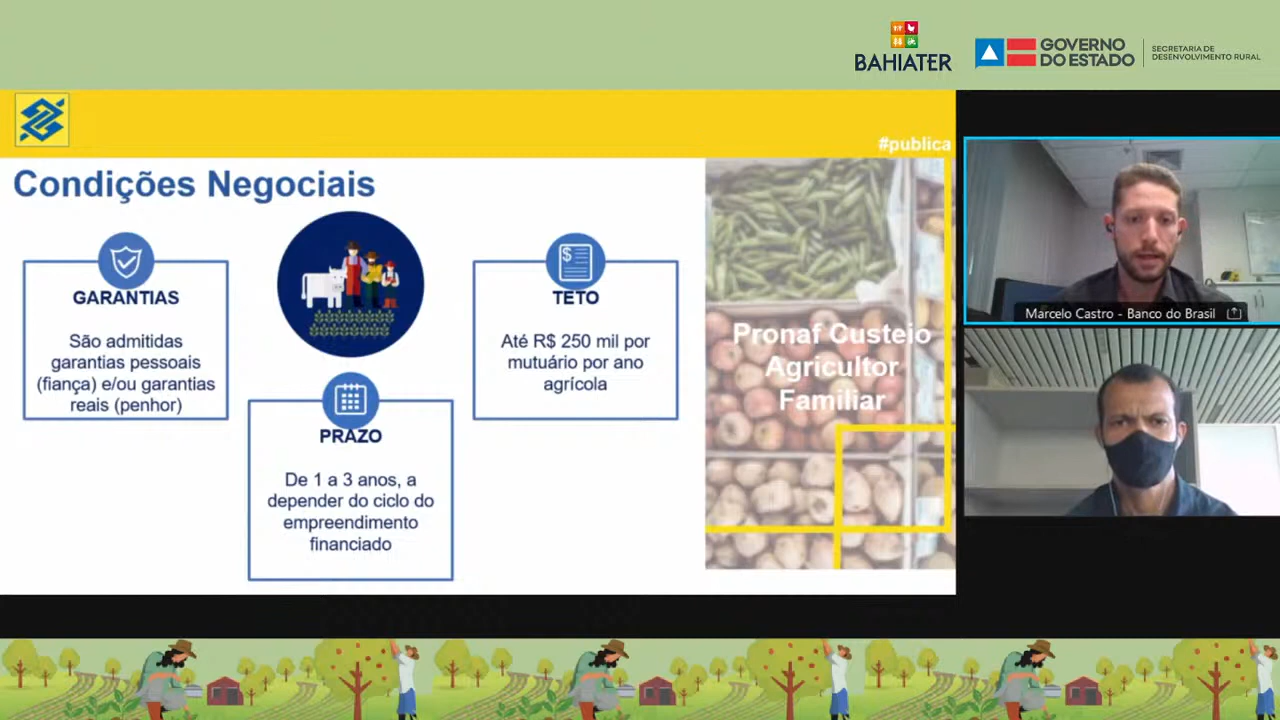 BAHIATER
GOVERNO
DO ESTADO
SECRETARIA DE
DESENVOLVIMENTO RURAL
#publica
Condições Negociais
GARANTIAS
São admitidas
garantias pessoais
(fiança) e/ou garantias
reais (penhor)
PRAZO
De 1 a 3 anos, a
depender do ciclo do
empreendimento
financiado
TETO
Até R$ 250 mil por
mutuário por ano
agrícola
Pronaf Custeio
Agricultor
Familiar
Marcelo Castro - Banco do Brasil